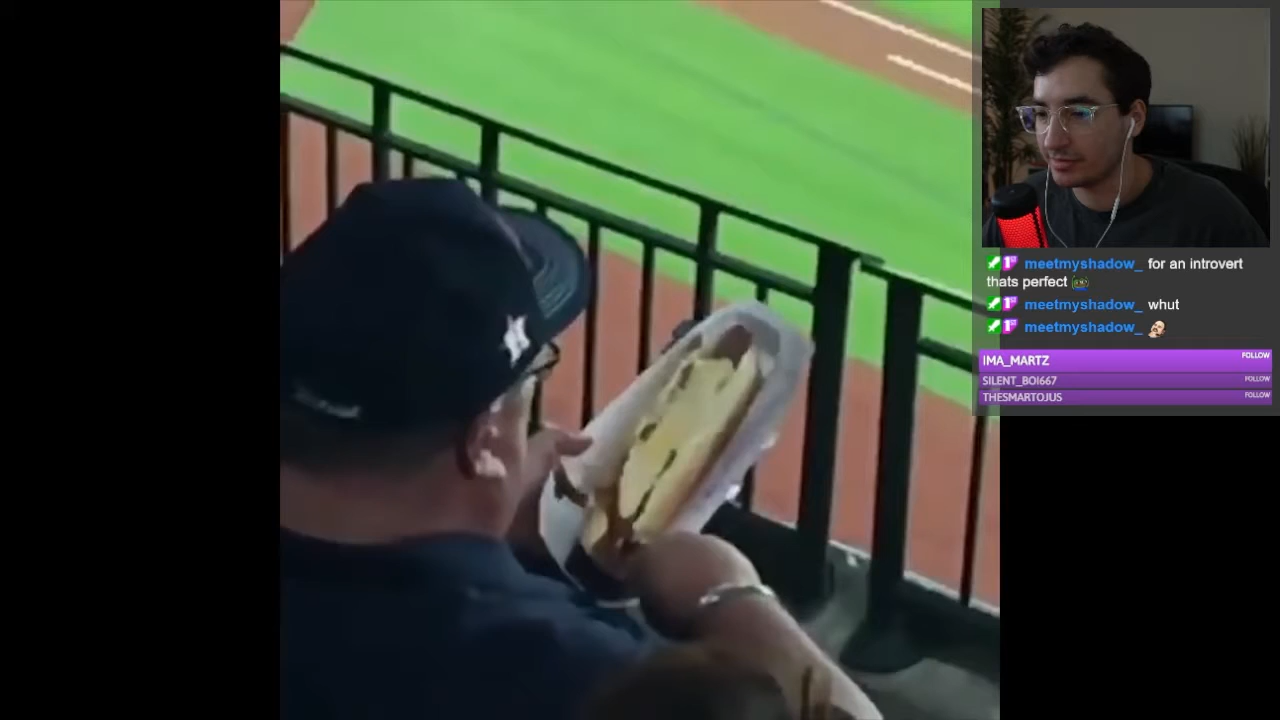 meetmyshadow_ for an introvert
thats perfect
meetmyshadow_ whut
meetmyshadow_
IMA_MARTZ FOLLOW
SILENT_BOI667 FOLLOW
THESMARTOJUS FOLLOW